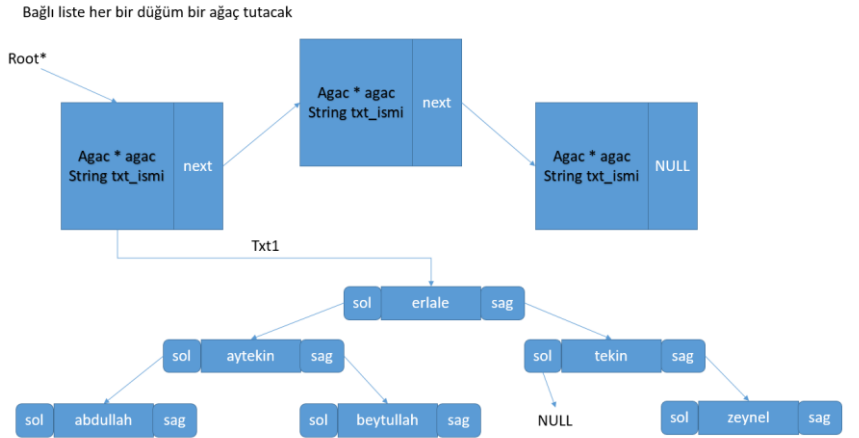 Bağlı liste her bir düğüm bir ağaç tutacak
Root*
Agac * agac
String txt_ismi
next
Agac * agac
String txt_ismi
next
Agac * agac
String txt_ismi
NULL
Txt1
sol erlale sag
sol aytekin sag
sol tekin sag
sol abdullah sag
sol beytullah sag
NULL
sol zeynel sag